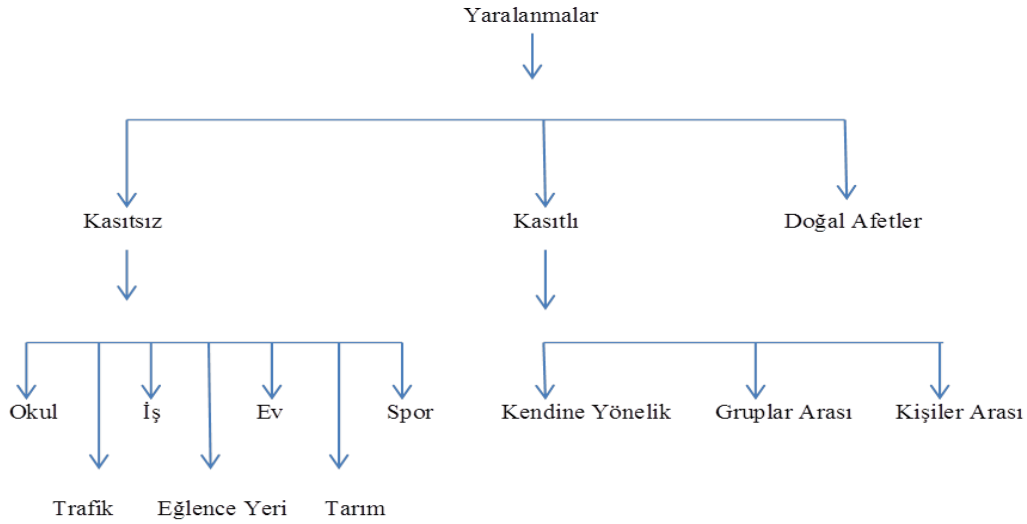 Yaralanmalar
Kasıtsız Kasıtlı Doğal Afetler
Okul İş Ev Spor Kendine Yönelik Gruplar Arası Kişiler Arası
Trafik Eğlence Yeri Tarım